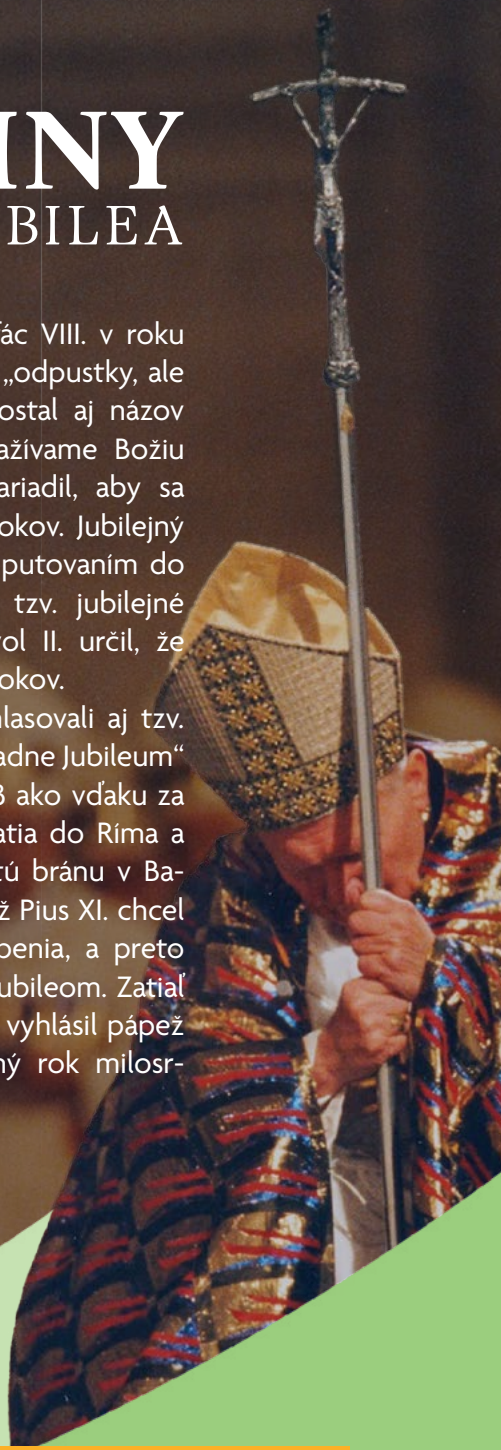 INY
BILEA
ác VIII. v roku
„odpustky, ale
ostal aj názov
ažívame Božiu
ariadil, aby sa
okov. Jubilejný
putovaním do
tzv. jubilejné
ol II. určil, že
okov.
lasovali aj tzv.
adne Jubileum“
3 ako vďaku za
atia do Ríma a
tú bránu v Ba-
ž Pius XI. chcel
penia, a preto
ubileom. Zatiaľ
vyhlásil pápež
ný rok milosr-